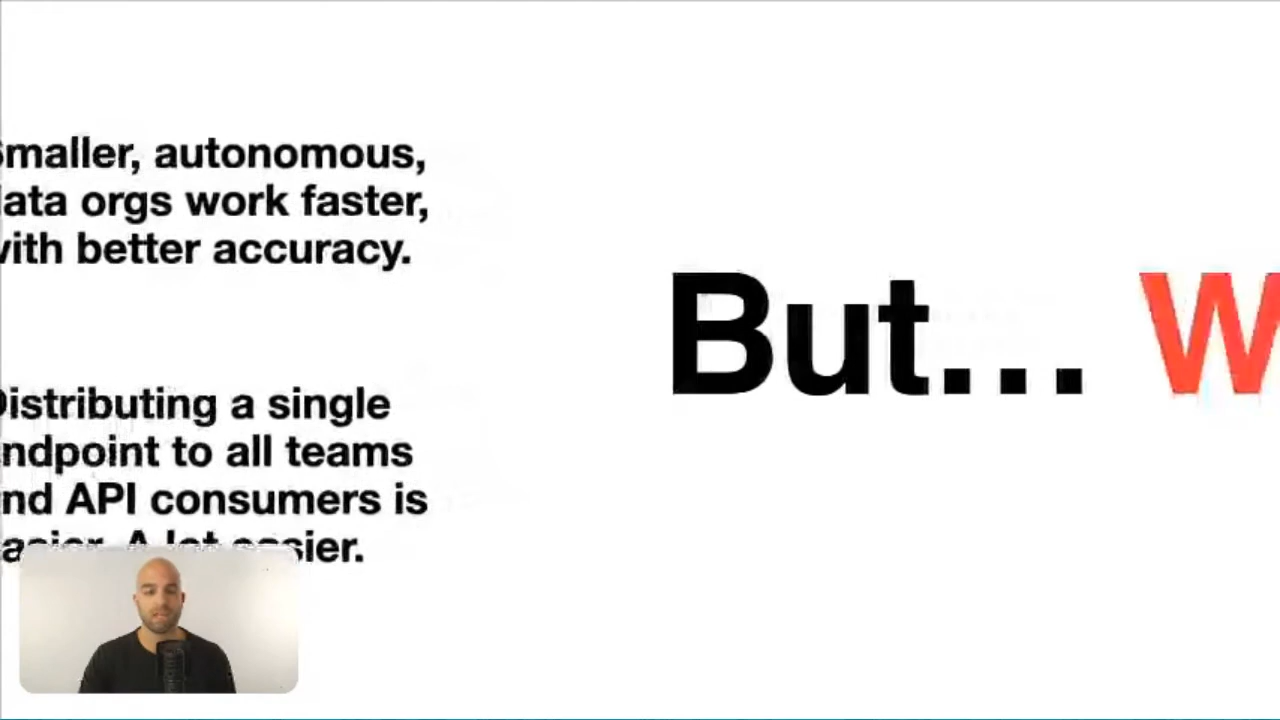 Smaller, autonomous,
data orgs work faster,
with better accuracy.
Distributing a single
endpoint to all teams
and API consumers is
easier. A lot easier.
But… W